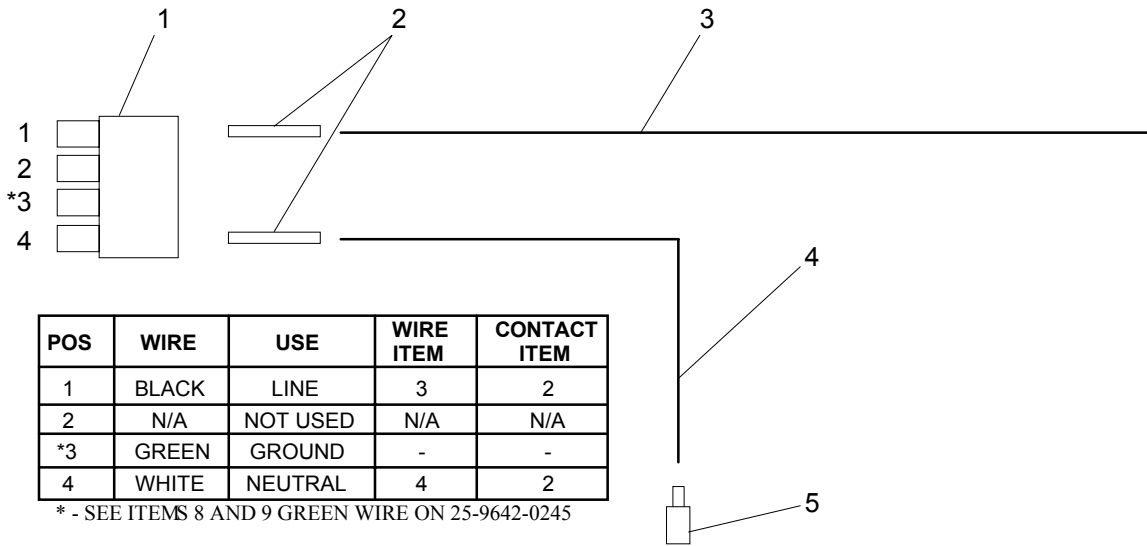 1 2 3
1
2
*3
4
4
POS WIRE USE WIRE ITEM CONTACT ITEM
1 BLACK LINE 3 2
2 N/A NOT USED N/A N/A
*3 GREEN GROUND - -
4 WHITE NEUTRAL 4 2
* - SEE ITEMS 8 AND 9 GREEN WIRE ON 25-9642-0245
5